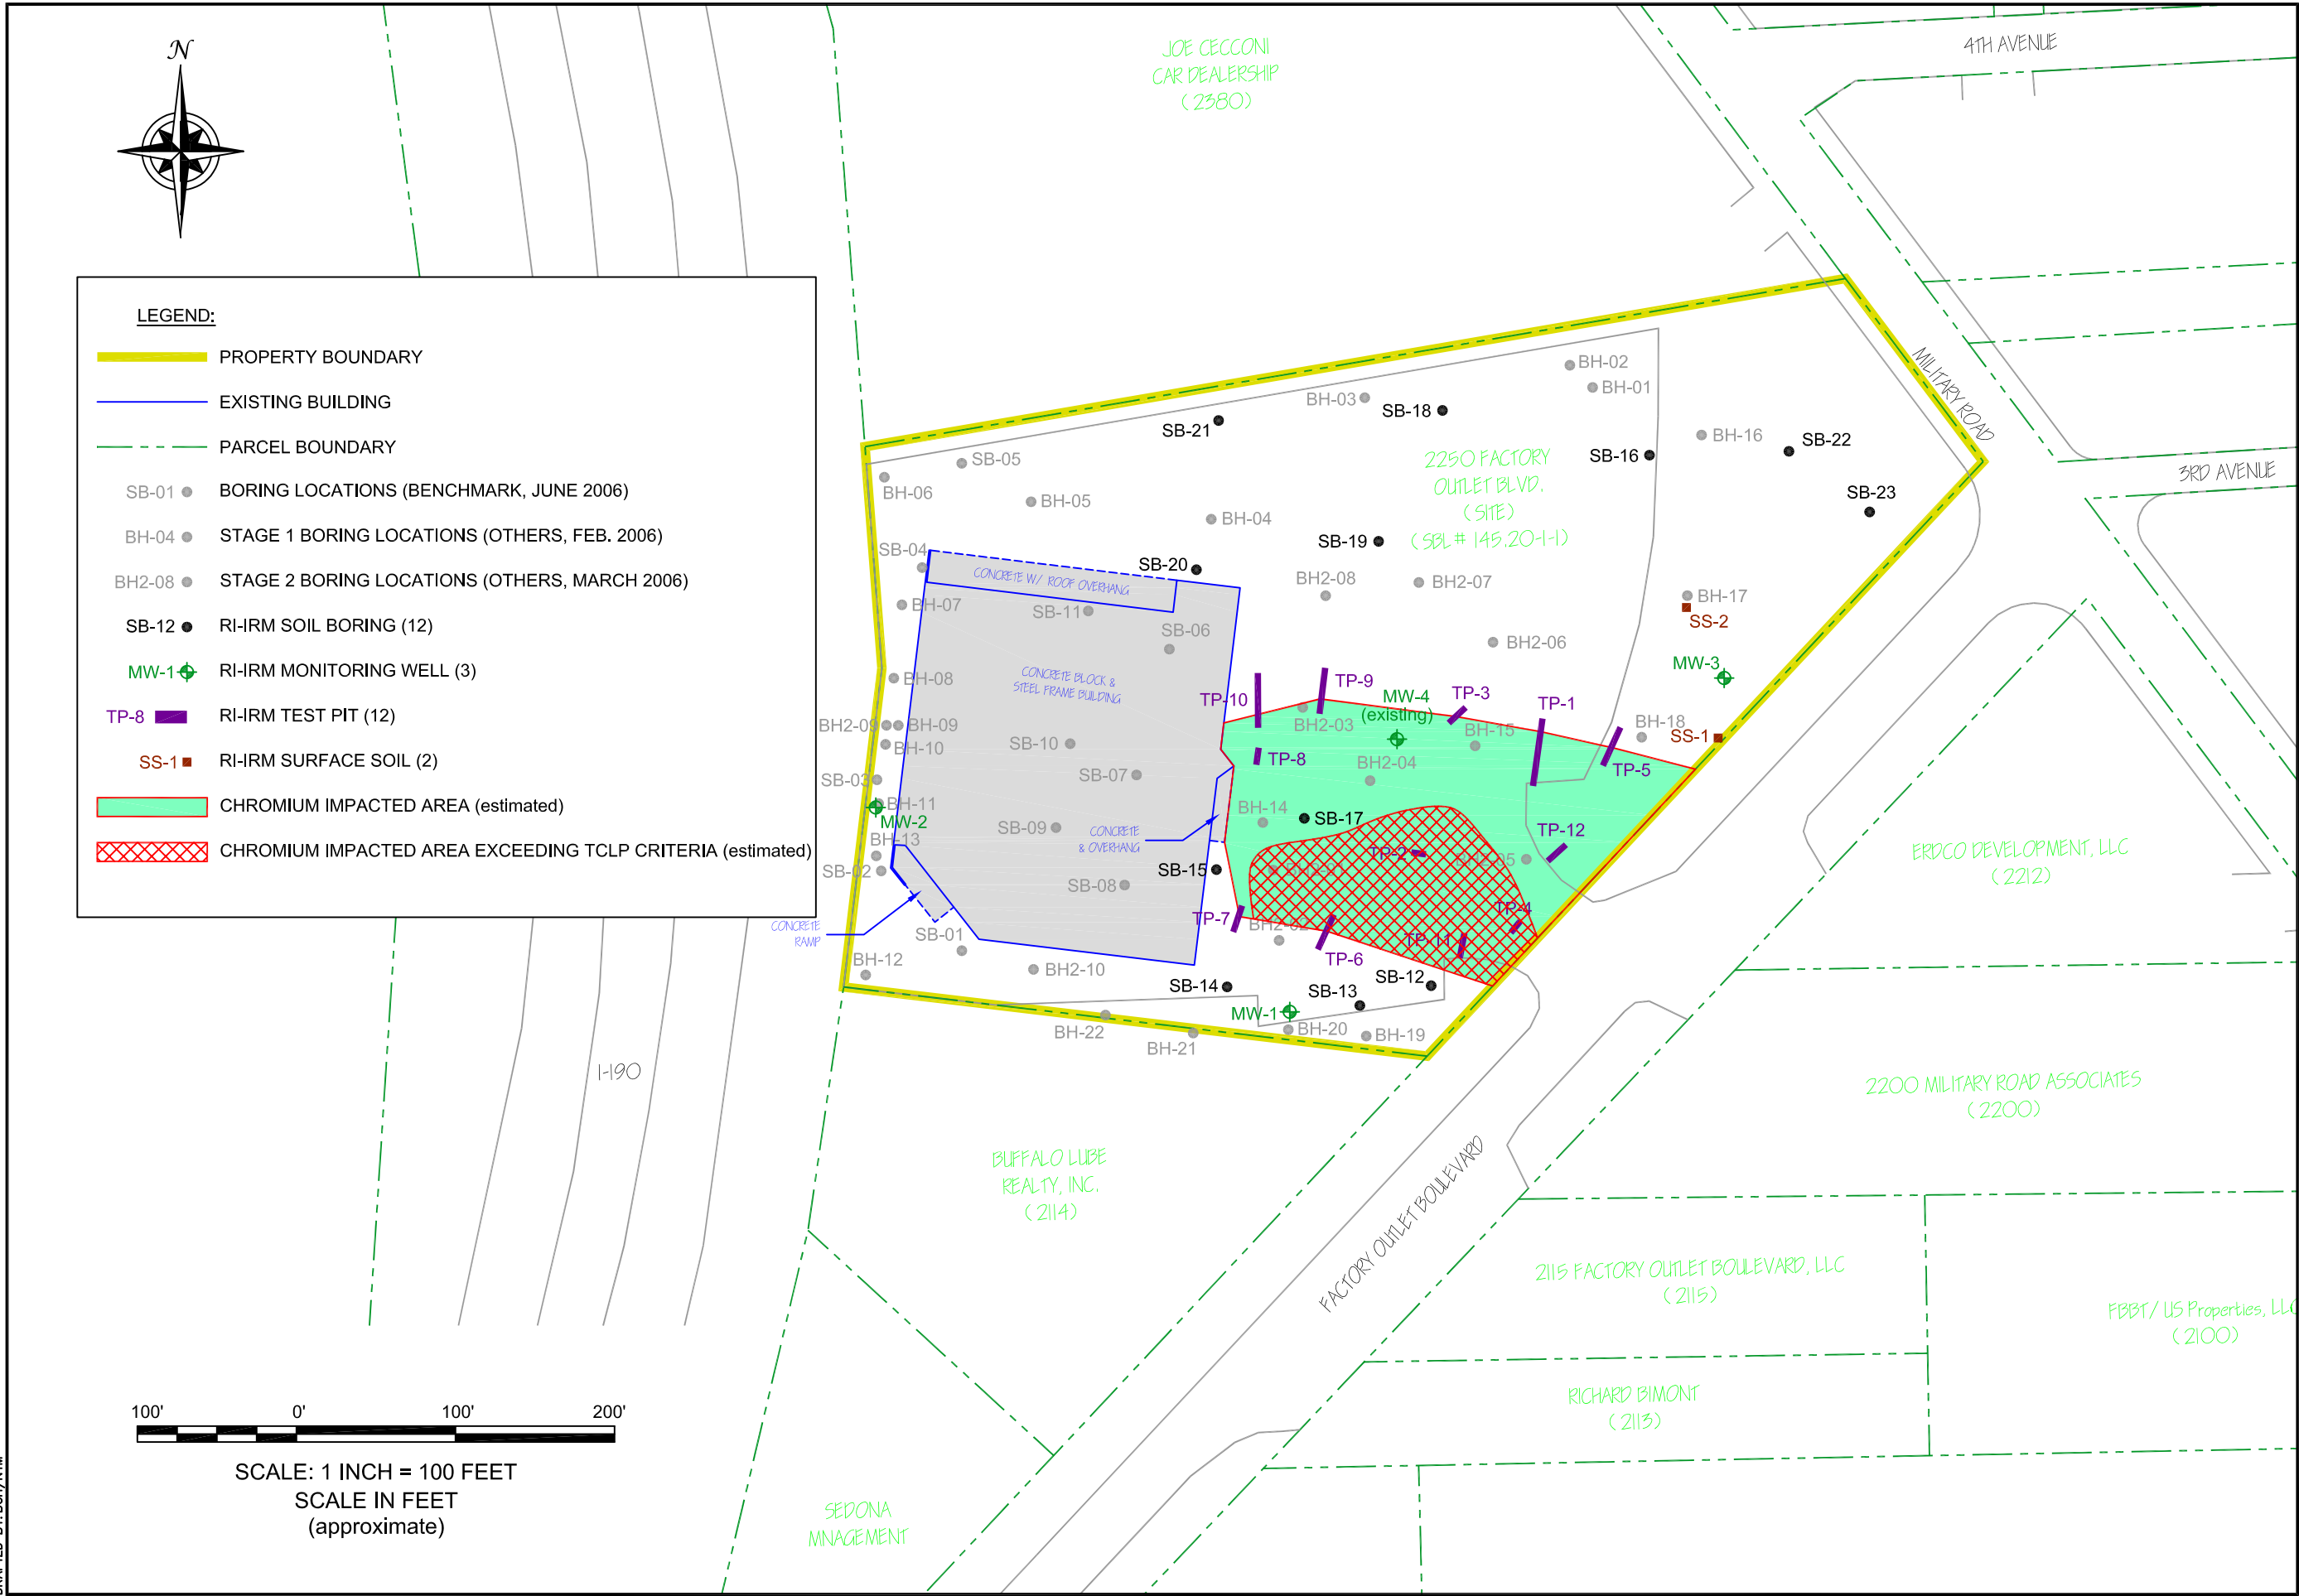 N
JOE CECCONI
CAR DEALERSHIP
(2380)
4TH AVENUE
LEGEND:
PROPERTY BOUNDARY
EXISTING BUILDING
PARCEL BOUNDARY
SB-01 BORING LOCATIONS (BENCHMARK, JUNE 2006)
BH-04 STAGE 1 BORING LOCATIONS (OTHERS, FEB. 2006)
BH2-08 STAGE 2 BORING LOCATIONS (OTHERS, MARCH 2006)
SB-12 RI-IRM SOIL BORING (12)
MW-1 RI-IRM MONITORING WELL (3)
TP-8 RI-IRM TEST PIT (12)
SS-1 RI-IRM SURFACE SOIL (2)
CHROMIUM IMPACTED AREA (estimated)
CHROMIUM IMPACTED AREA EXCEEDING TCLP CRITERIA (estimated)
MILITARY ROAD
3RD AVENUE
BH-02
BH-01
BH-03
SB-18
SB-21
BH-16
SB-22
SB-16
2250 FACTORY
OUTLET BLVD.
(SITE)
(SBL # 145.20-1-1)
SB-05
BH-06
BH-05
BH-04
SB-23
SB-19
SB-04
SB-20
CONCRETE W/ ROOF OVERHANG
BH2-08
BH2-07
BH-07
SB-11
SB-06
BH-17
SS-2
BH2-06
MW-3
CONCRETE BLOCK &
STEEL FRAME BUILDING
BH-08
TP-10
TP-9
MW-4
(existing)
TP-3
TP-1
BH2-09
BH-09
BH2-03
BH-15
BH-18
SS-1
BH-10
SB-10
TP-8
TP-5
SB-03
SB-07
BH2-04
BH-11
MW-2
BH-14
SB-17
SB-09
CONCRETE
& OVERHANG
TP-12
BH-13
TP-2
BH2-05
SB-02
SB-15
BH2-01
SB-08
TP-7
TP-4
CONCRETE
RAMP
SB-01
BH2-02
TP-11
TP-6
BH-12
BH2-10
SB-14
SB-13
SB-12
MW-1
BH-22
BH-21
BH-20
BH-19
ERDCO DEVELOPMENT, LLC
(2212)
I-190
2200 MILITARY ROAD ASSOCIATES
(2200)
BUFFALO LUBE
REALTY, INC.
(2114)
FACTORY OUTLET BOULEVARD
2115 FACTORY OUTLET BOULEVARD, LLC
(2115)
FBBT/ US Properties, LLC
(2100)
RICHARD BIMONT
(2113)
SEDONA
MNAGEMENT
100' 0' 100' 200'
SCALE: 1 INCH = 100 FEET
SCALE IN FEET
(approximate)